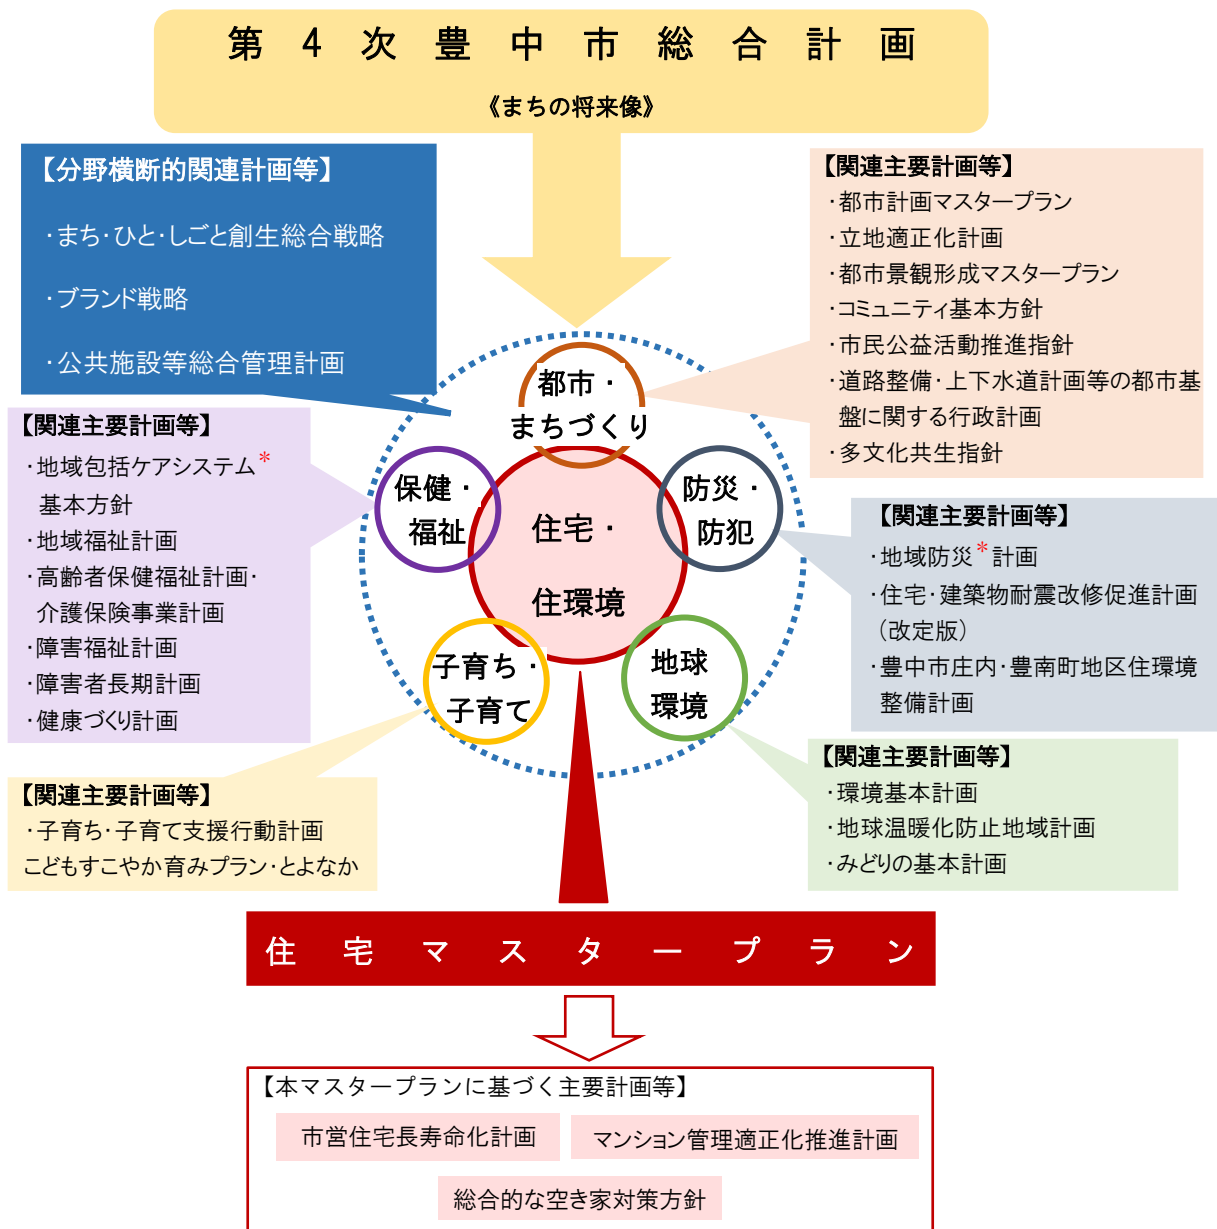 第4次豊中市総合計画
《まちの将来像》
【分野横断的関連計画等】
・まち・ひと・しごと創生総合戦略
・ブランド戦略
・公共施設等総合管理計画
【関連主要計画等】
・都市計画マスタープラン
・立地適正化計画
・都市景観形成マスタープラン
・コミュニティ基本方針
・市民公益活動推進指針
・道路整備・上下水道計画等の都市基
盤に関する行政計画
・多文化共生指針
【関連主要計画等】
・地域包括ケアシステム*
基本方針
・地域福祉計画
・高齢者保健福祉計画・
介護保険事業計画
・障害福祉計画
・障害者長期計画
・健康づくり計画
都市・
まちづくり
保健・
福祉
防災・
防犯
住宅・
住環境
子育ち・
子育て
地球
環境
【関連主要計画等】
・地域防災*計画
・住宅・建築物耐震改修促進計画
（改定版）
・豊中市庄内・豊南町地区住環境
整備計画
【関連主要計画等】
・子育ち・子育て支援行動計画
こどもすこやか育みプラン・とよなか
【関連主要計画等】
・環境基本計画
・地球温暖化防止地域計画
・みどりの基本計画
住宅マスタープラン
【本マスタープランに基づく主要計画等】
市営住宅長寿命化計画
マンション管理適正化推進計画
総合的な空き家対策方針